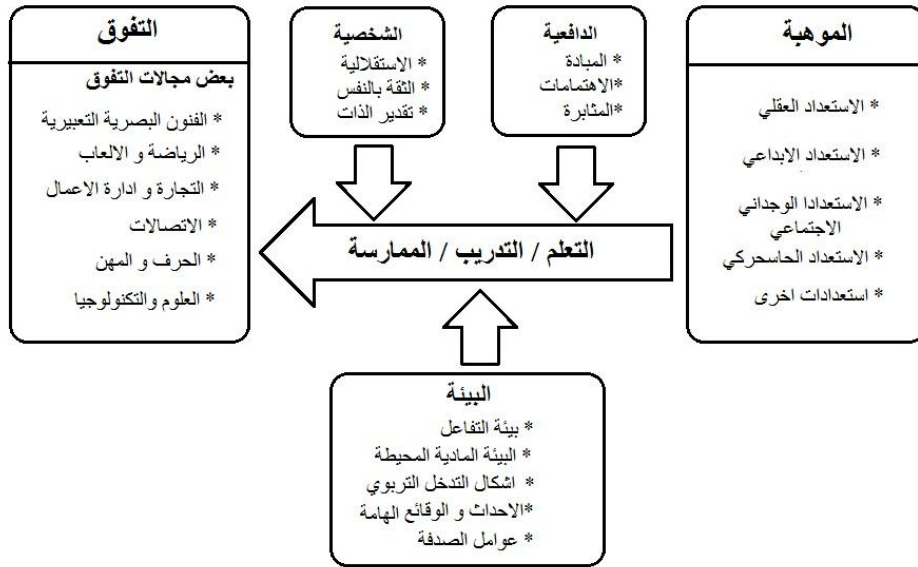 الموهبة
* الاستعداد العقلي
* الاستعداد الابداعي
* الاستعدادا الوجداني
الاجتماعي
* الاستعداد الحاسحركي
* استعدادات اخرى
الدافعية
* المبادة
*الاهتمامات
*المثابرة
الشخصية
* الاستقلالية
* الثقة بالنفس
* تقدير الذات
التعلم / التدريب / الممارسة
البيئة
* بيئة التفاعل
* البيئة المادية المحيطة
* اشكال التدخل التربوي
*الاحداث و الوقائع الهامة
* عوامل الصدفة
التفوق
بعض مجالات التفوق
* الفنون البصرية التعبيرية
* الرياضة و الالعاب
* التجارة و ادارة الاعمال
* الاتصالات
* الحرف و المهن
* العلوم والتكنولوجيا